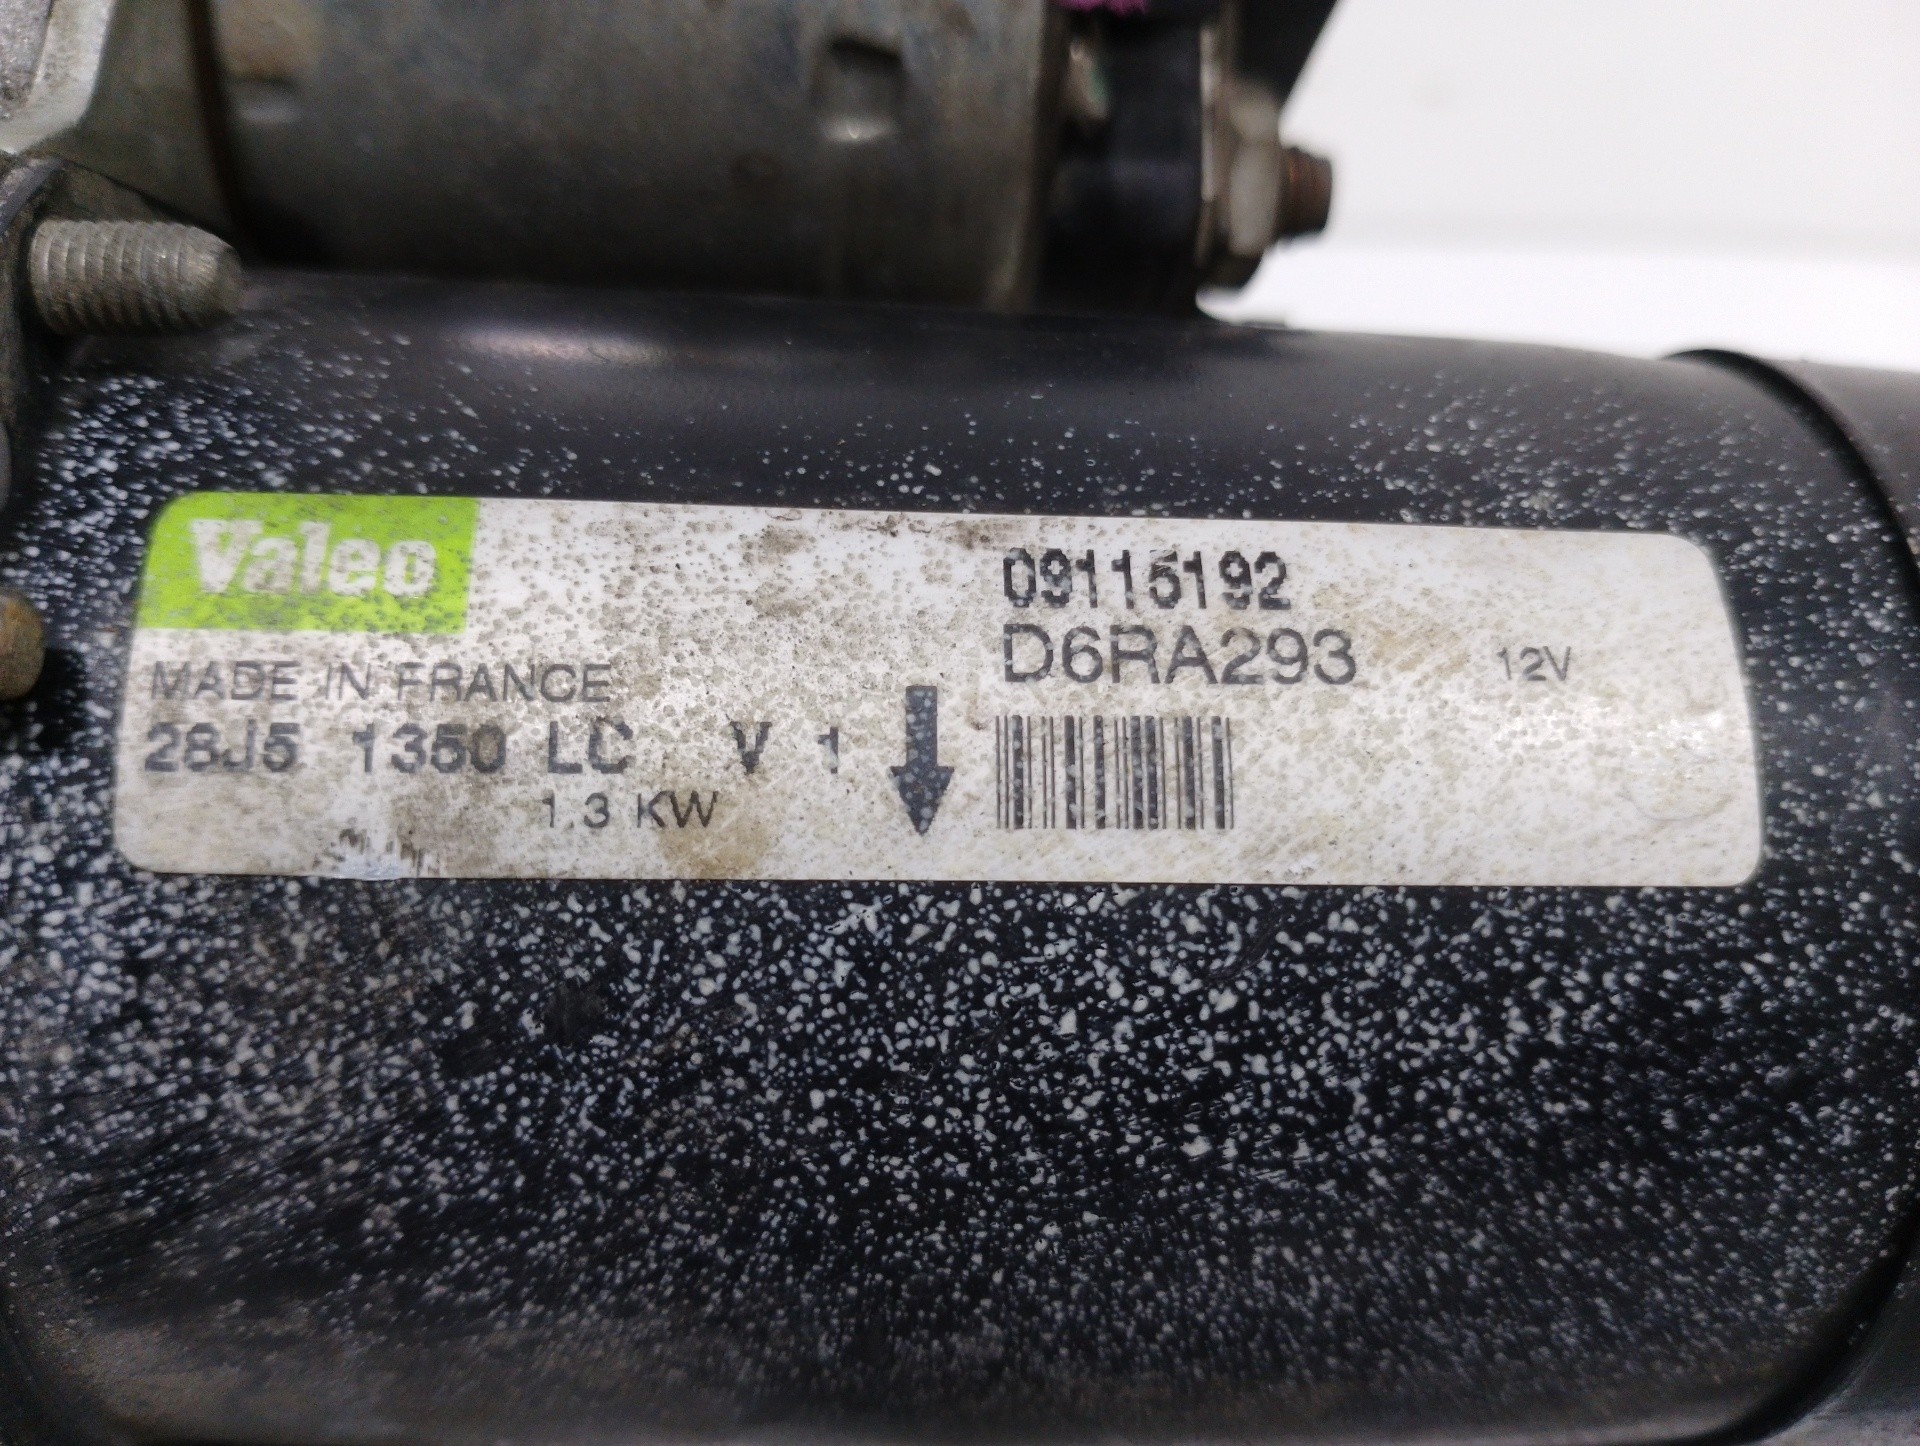 Valeo
MADE IN FRANCE
28J5 1350 LC V 1
1.3 KW
09115192
D6RA293 12V